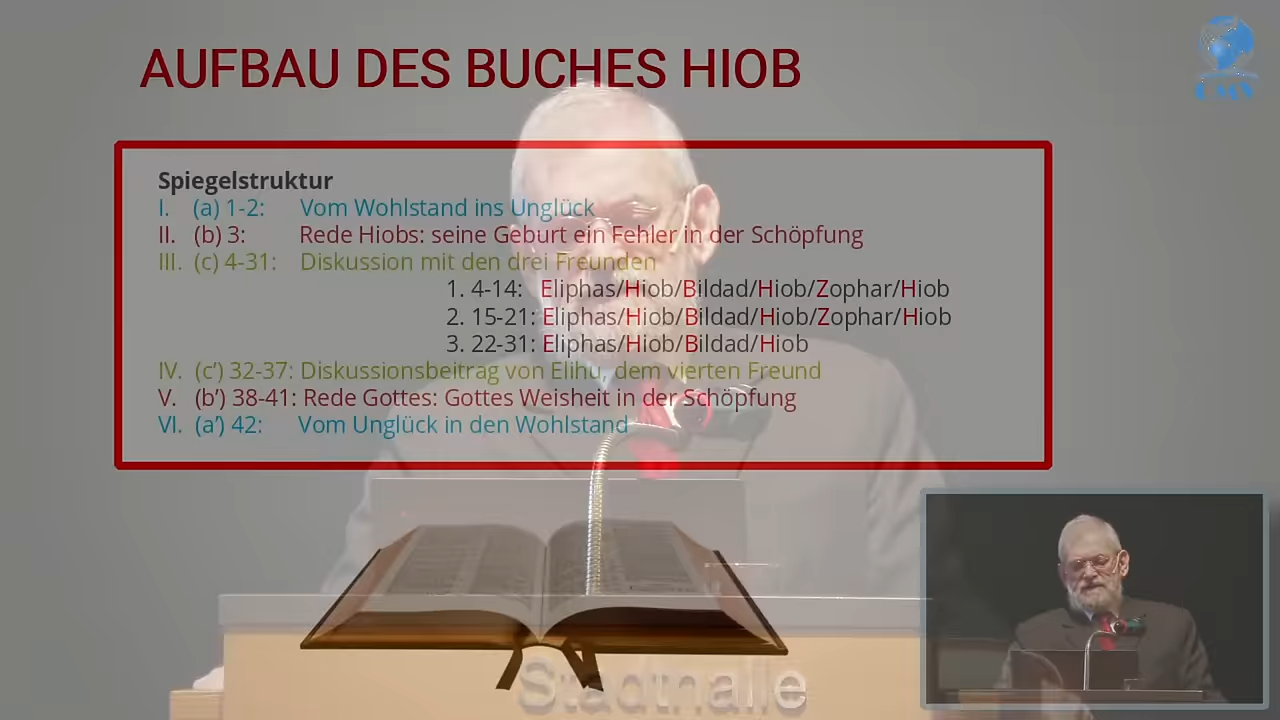 AUFBAU DES BUCHES HIOB
Spiegelstruktur
I. (a) 1-2: Vom Wohlstand ins Unglück
II. (b) 3: Rede Hiobs: seine Geburt ein Fehler in der Schöpfung
III. (c) 4-31: Diskussion mit den drei Freunden
1. 4-14: Eliphas/Hiob/Bildad/Hiob/Zophar/Hiob
2. 15-21: Eliphas/Hiob/Bildad/Hiob/Zophar/Hiob
3. 22-31: Eliphas/Hiob/Bildad/Hiob
IV. (c’) 32-37: Diskussionsbeitrag von Elihu, dem vierten Freund
V. (b’) 38-41: Rede Gottes: Gottes Weisheit in der Schöpfung
VI. (a’) 42: Vom Unglück in den Wohlstand
Stadthalle